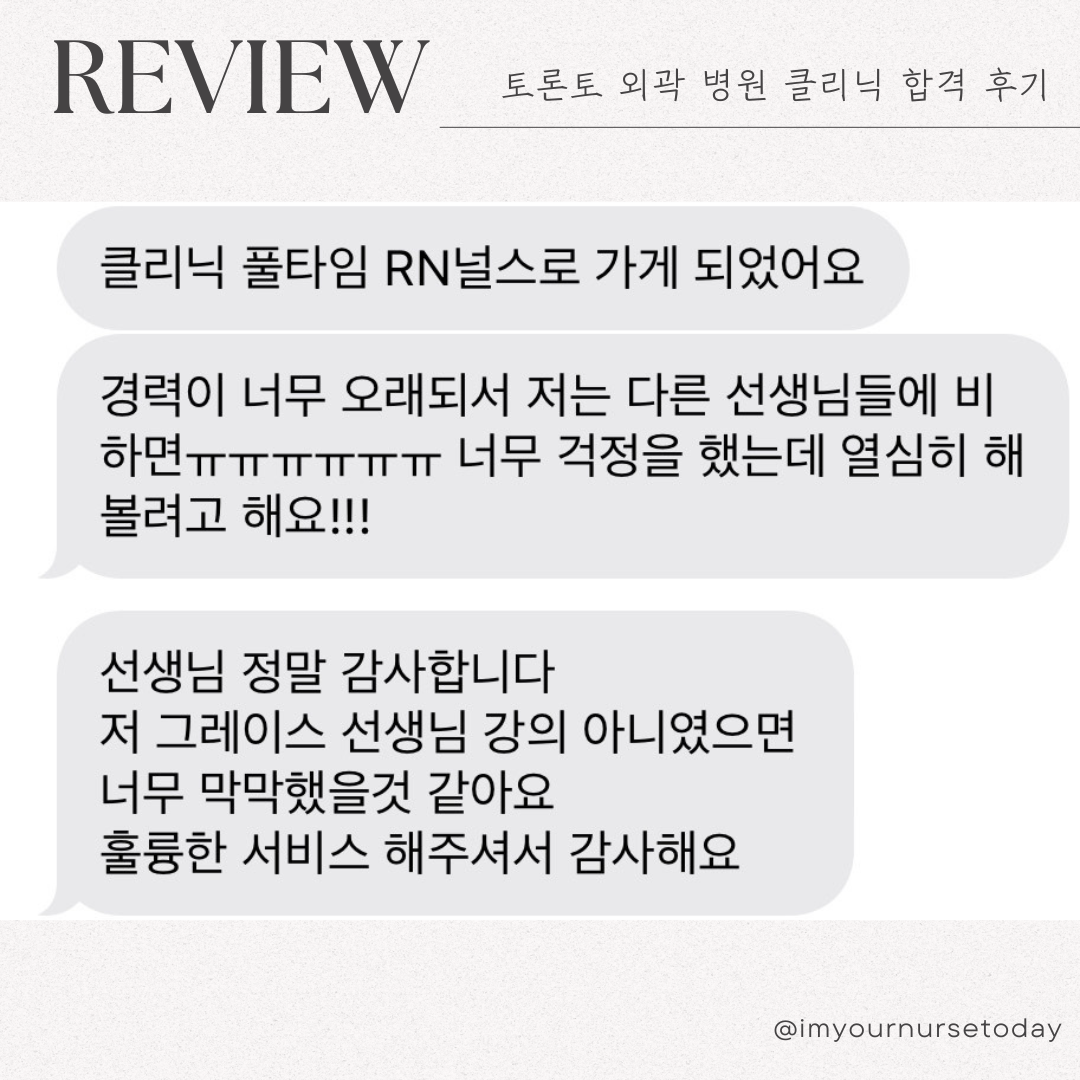 REVIEW
토론토 외곽 병원 클리닉 합격 후기
클리닉 풀타임 RN널스로 가게 되었어요
경력이 너무 오래되서 저는 다른 선생님들에 비
하면ㅠㅠㅠㅠㅠㅠ 너무 걱정을 했는데 열심히 해
볼려고 해요!!!
선생님 정말 감사합니다
저 그레이스 선생님 강의 아니였으면
너무 막막했을것 같아요
훌륭한 서비스 해주셔서 감사해요
@imyournursetoday